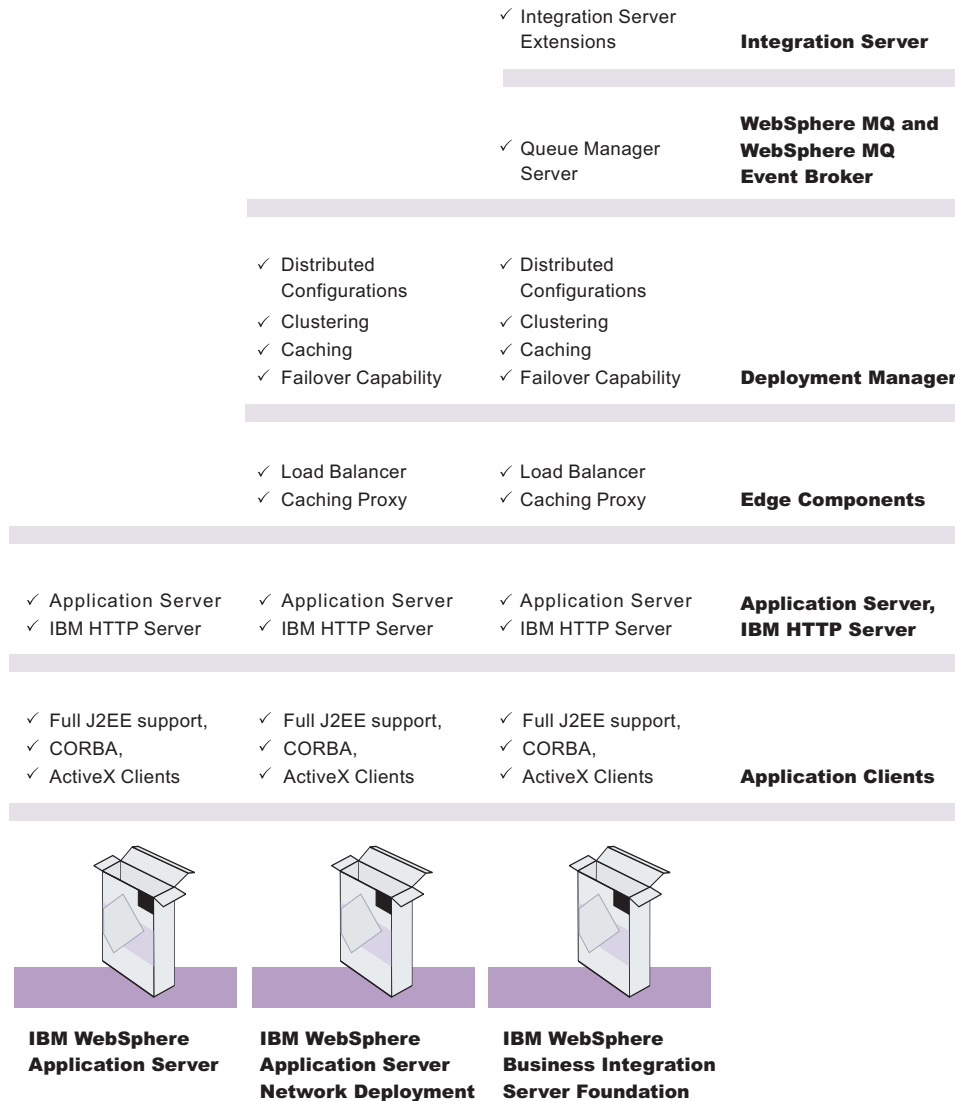 ✓ Integration Server
Extensions
Integration Server
✓ Queue Manager
Server
WebSphere MQ and
WebSphere MQ
Event Broker
✓ Distributed
Configurations
✓ Clustering
✓ Caching
✓ Failover Capability
✓ Distributed
Configurations
✓ Clustering
✓ Caching
✓ Failover Capability
Deployment Manager
✓ Load Balancer
✓ Caching Proxy
✓ Load Balancer
✓ Caching Proxy
Edge Components
✓ Application Server
✓ IBM HTTP Server
✓ Application Server
✓ IBM HTTP Server
✓ Application Server
✓ IBM HTTP Server
Application Server,
IBM HTTP Server
✓ Full J2EE support,
✓ CORBA,
✓ ActiveX Clients
✓ Full J2EE support,
✓ CORBA,
✓ ActiveX Clients
✓ Full J2EE support,
✓ CORBA,
✓ ActiveX Clients
Application Clients
IBM WebSphere
Application Server
IBM WebSphere
Application Server
Network Deployment
IBM WebSphere
Business Integration
Server Foundation